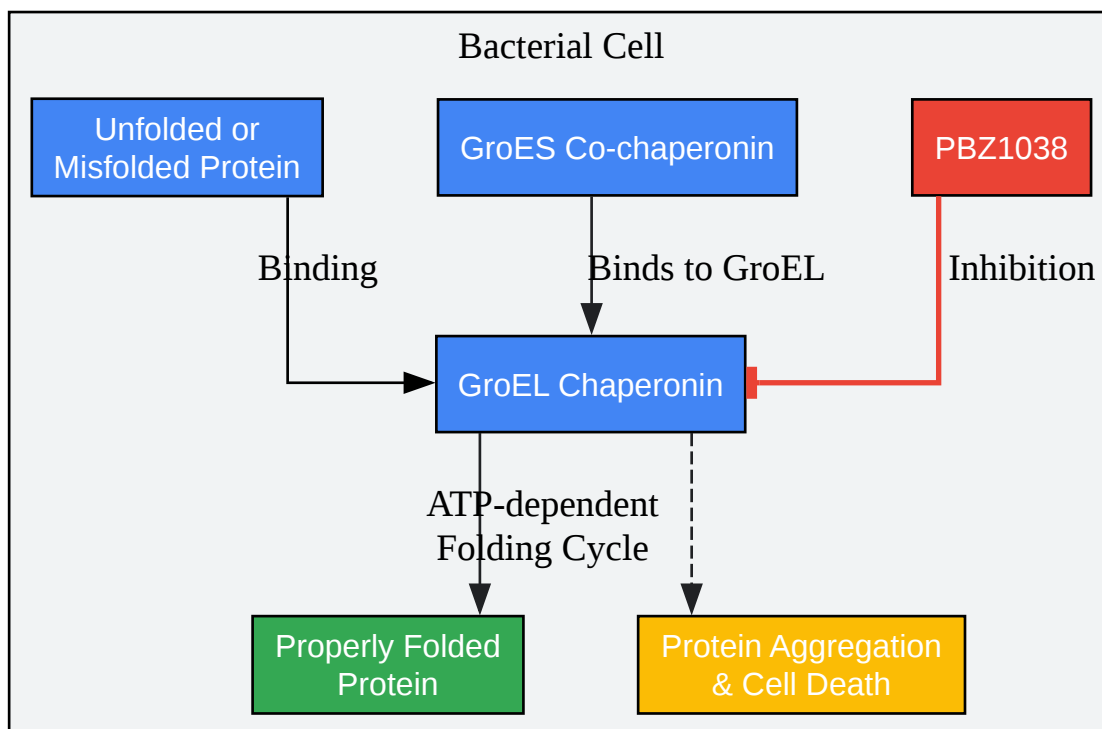 Bacterial Cell
Unfolded or
Misfolded Protein
GroES Co-chaperonin
PBZ1038
Binding
Binds to GroEL
Inhibition
GroEL Chaperonin
ATP-dependent
Folding Cycle
Properly Folded
Protein
Protein Aggregation
& Cell Death